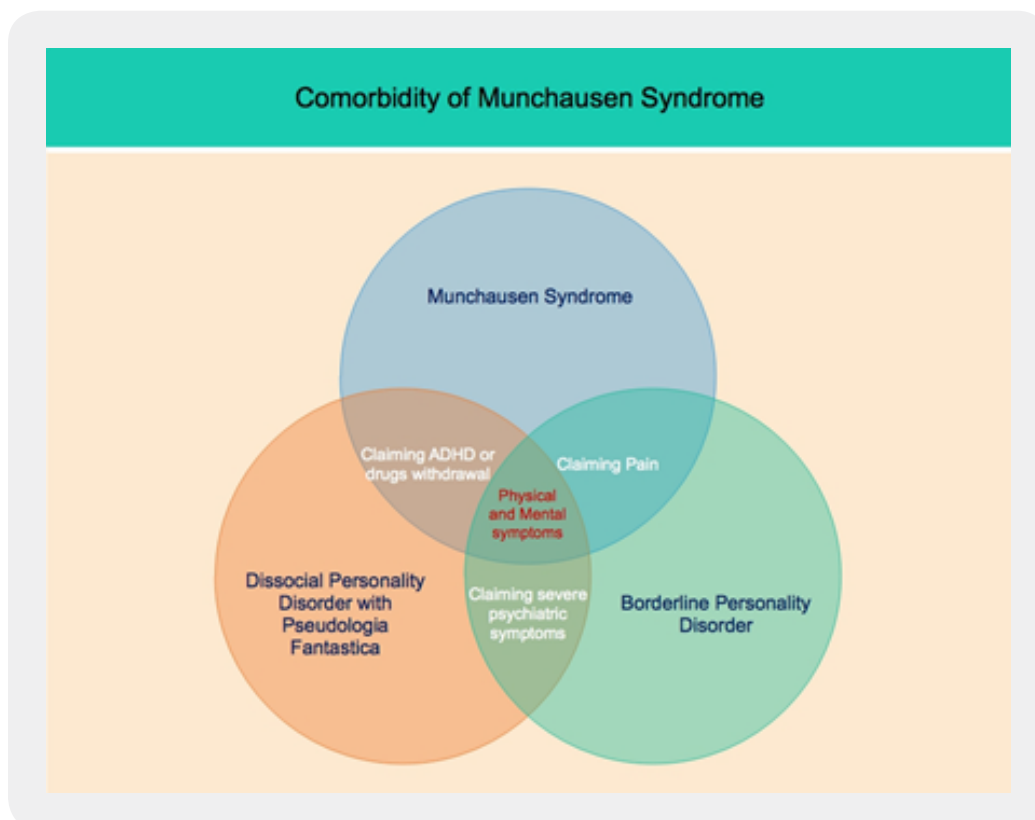 Comorbidity of Munchausen Syndrome
Munchausen Syndrome
Claiming ADHD or
drugs withdrawal
Claiming Pain
Physical
and Mental
symptoms
Dissocial Personality
Disorder with
Pseudologia
Fantastica
Claiming severe
psychiatric
symptoms
Borderline Personality
Disorder